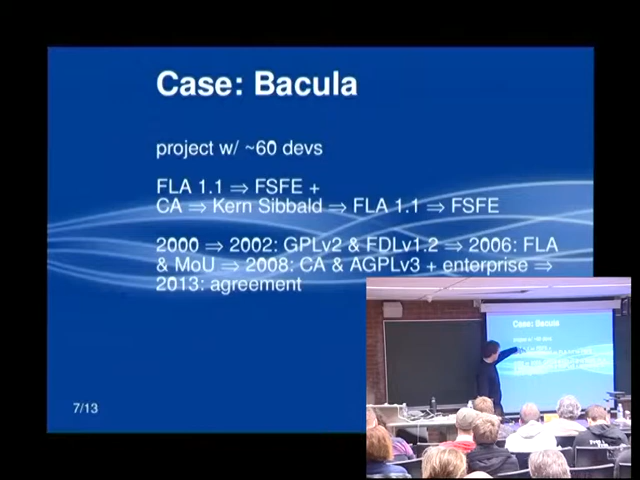 Case: Bacula
project w/ ~60 devs
FLA 1.1 ⇒ FSFE +
CA ⇒ Kern Sibbald ⇒ FLA 1.1 ⇒ FSFE
2000 ⇒ 2002: GPLv2 & FDLv1.2 ⇒ 2006: FLA
& MoU ⇒ 2008: CA & AGPLv3 + enterprise ⇒
2013: agreement
7/13
Case: Bacula